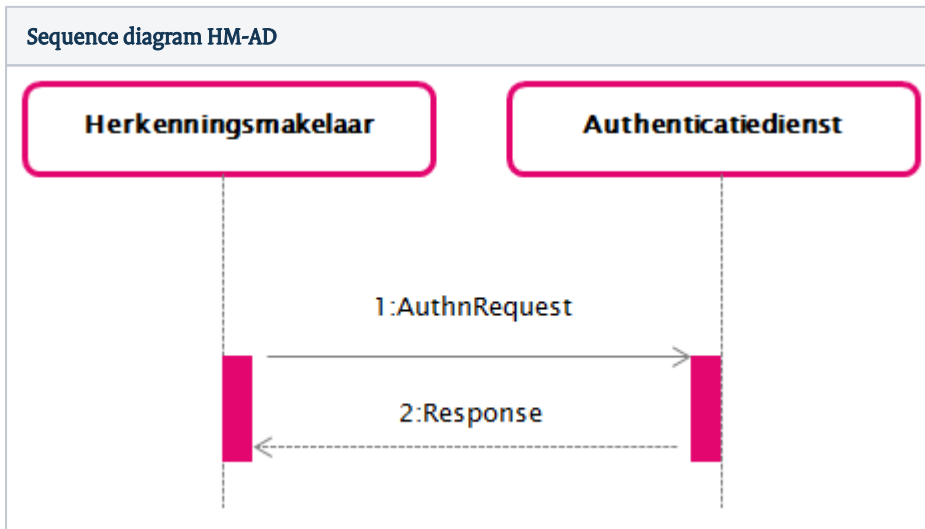 Sequence diagram HM-AD
Herkenningsmakelaar
Authenticatiedienst
1:AuthnRequest
2:Response